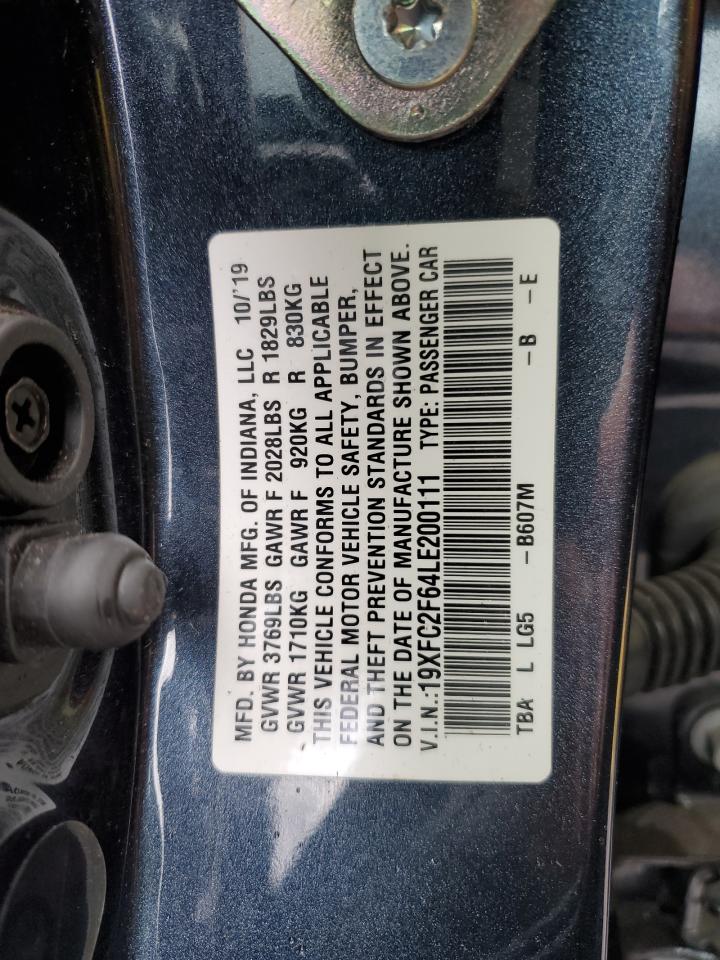 MFD. BY HONDA MFG. OF INDIANA, LLC 10/'19
GVWR 3769LBS GAWR F 2028LBS R 1829LBS
GVWR 1710KG GAWR F 920KG R 830KG
THIS VEHICLE CONFORMS TO ALL APPLICABLE
FEDERAL MOTOR VEHICLE SAFETY, BUMPER,
AND THEFT PREVENTION STANDARDS IN EFFECT
ON THE DATE OF MANUFACTURE SHOWN ABOVE.
V.I.N.:19XFC2F64LE200111 TYPE: PASSENGER CAR
TBA L LG5 -B607M -B -E